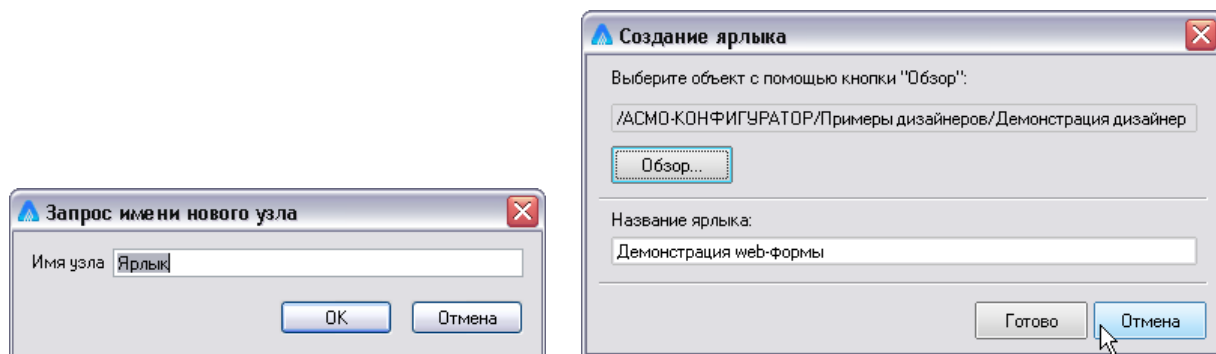 Запрос имени нового узла
Имя узла Ярлык
OK Отмена
Создание ярлыка
Выберите объект с помощью кнопки "Обзор":
/АСМО-КОНФИГУРАТОР/Примеры дизайнеров/Демонстрация дизайнер
Обзор...
Название ярлыка:
Демонстрация web-формы
Готово Отмена